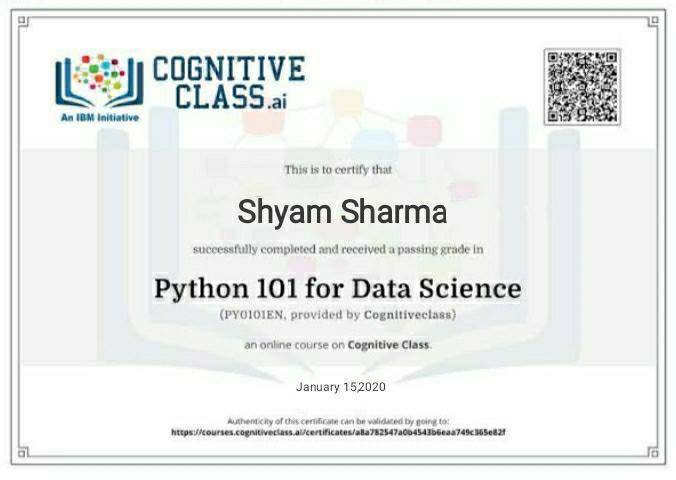 COGNITIVE
CLASS.ai
An IBM Initiative
This is to certify that
Shyam Sharma
successfully completed and received a passing grade in
Python 101 for Data Science
(PY0101EN, provided by Cognitiveclass)
an online course on Cognitive Class.
January 15,2020
Authenticity of this certificate can be validated by going to:
https://courses.cognitiveclass.ai/certificates/a8a782547a0b4543b6eaa749c365e82f